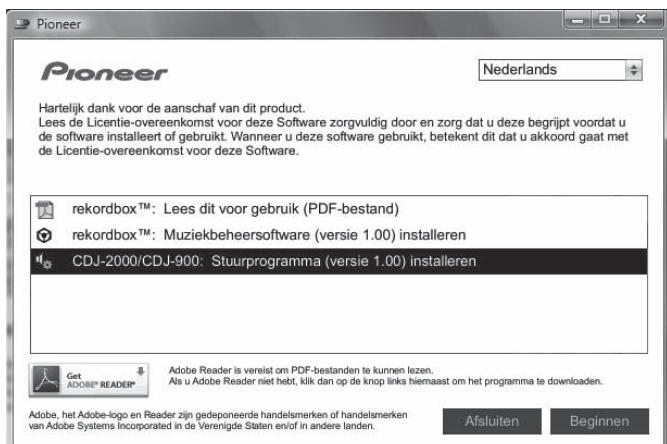 Pioneer
Pioneer
Nederlands
Hartelijk dank voor de aanschaf van dit product.
Lees de Licentie-overeenkomst voor deze Software zorgvuldig door en zorg dat u deze begrijpt voordat u
de software installeert of gebruikt. Wanneer u deze software gebruikt, betekent dit dat u akkoord gaat met
de Licentie-overeenkomst voor deze Software.
rekordbox™: Lees dit voor gebruik (PDF-bestand)
rekordbox™: Muziekbeheersoftware (versie 1.00) installeren
CDJ-2000/CDJ-900: Stuurprogramma (versie 1.00) installeren
Get
ADOBE® READER®
Adobe Reader is vereist om PDF-bestanden te kunnen lezen.
Als u Adobe Reader niet hebt, klik dan op de knop links hiernaast om het programma te downloaden.
Adobe, het Adobe-logo en Reader zijn gedeponeerde handelsmerken of handelsmerken
van Adobe Systems Incorporated in de Verenigde Staten en/of in andere landen.
Afsluiten
Beginnen